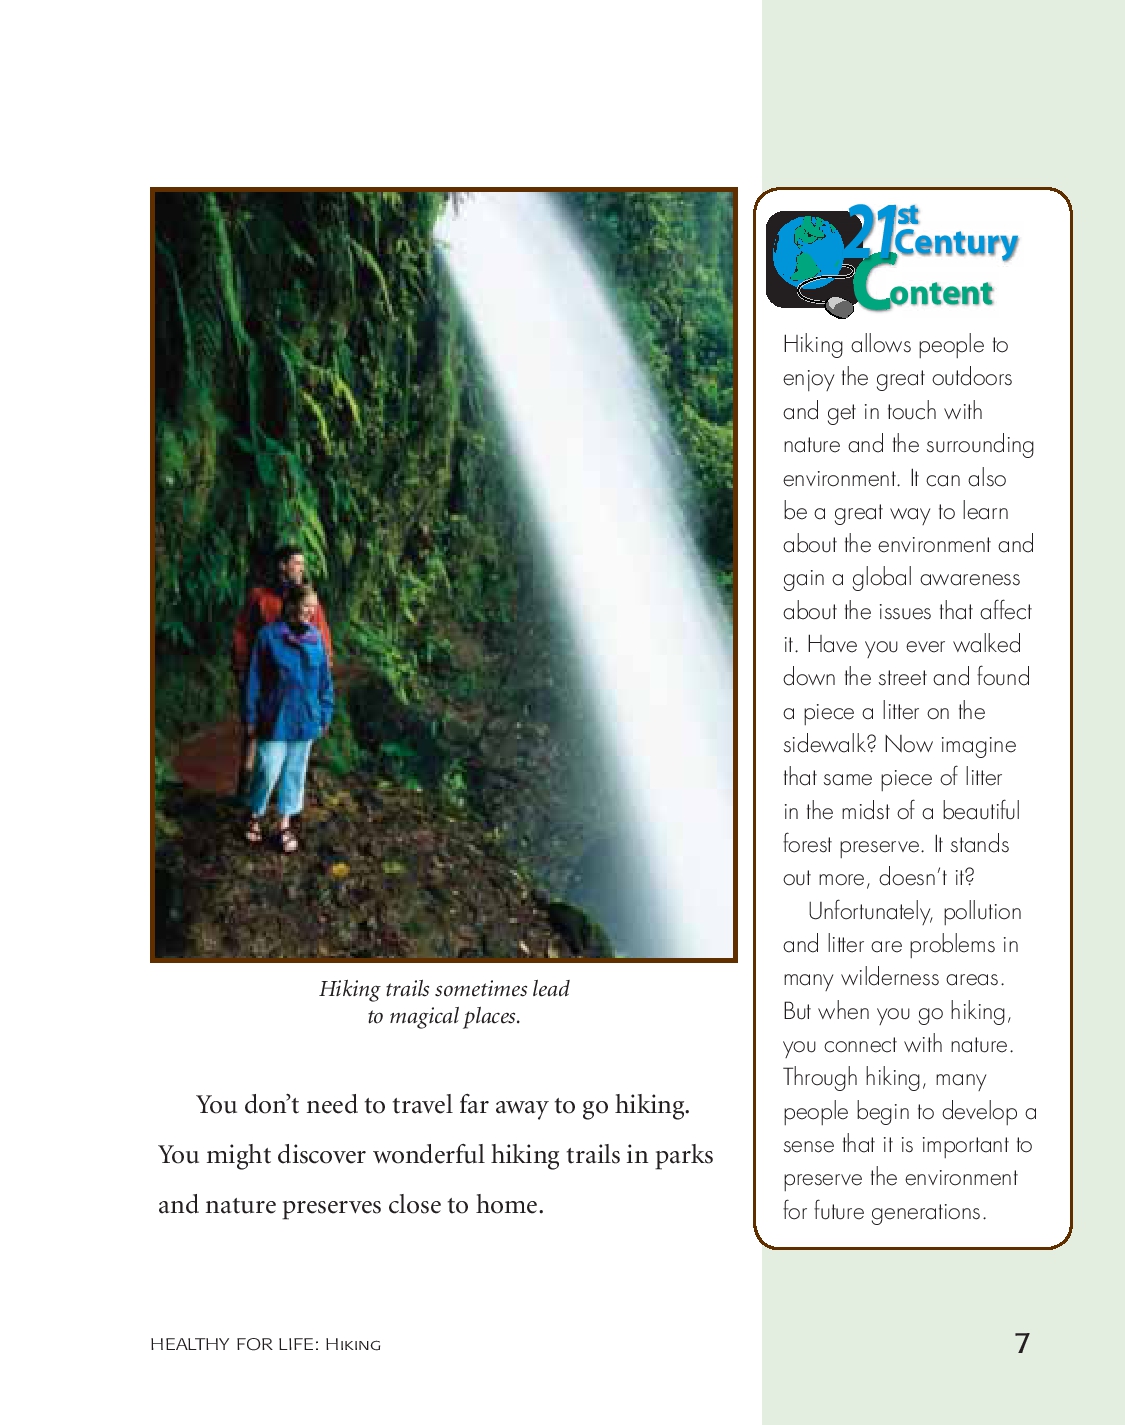 Hiking trails sometimes lead
to magical places.
You don’t need to travel far away to go hiking.
You might discover wonderful hiking trails in parks
and nature preserves close to home.
21st
Century
Content
Hiking allows people to
enjoy the great outdoors
and get in touch with
nature and the surrounding
environment. It can also
be a great way to learn
about the environment and
gain a global awareness
about the issues that affect
it. Have you ever walked
down the street and found
a piece a litter on the
sidewalk? Now imagine
that same piece of litter
in the midst of a beautiful
forest preserve. It stands
out more, doesn’t it?
Unfortunately, pollution
and litter are problems in
many wilderness areas.
But when you go hiking,
you connect with nature.
Through hiking, many
people begin to develop a
sense that it is important to
preserve the environment
for future generations.
HEALTHY FOR LIFE: HIKING
7